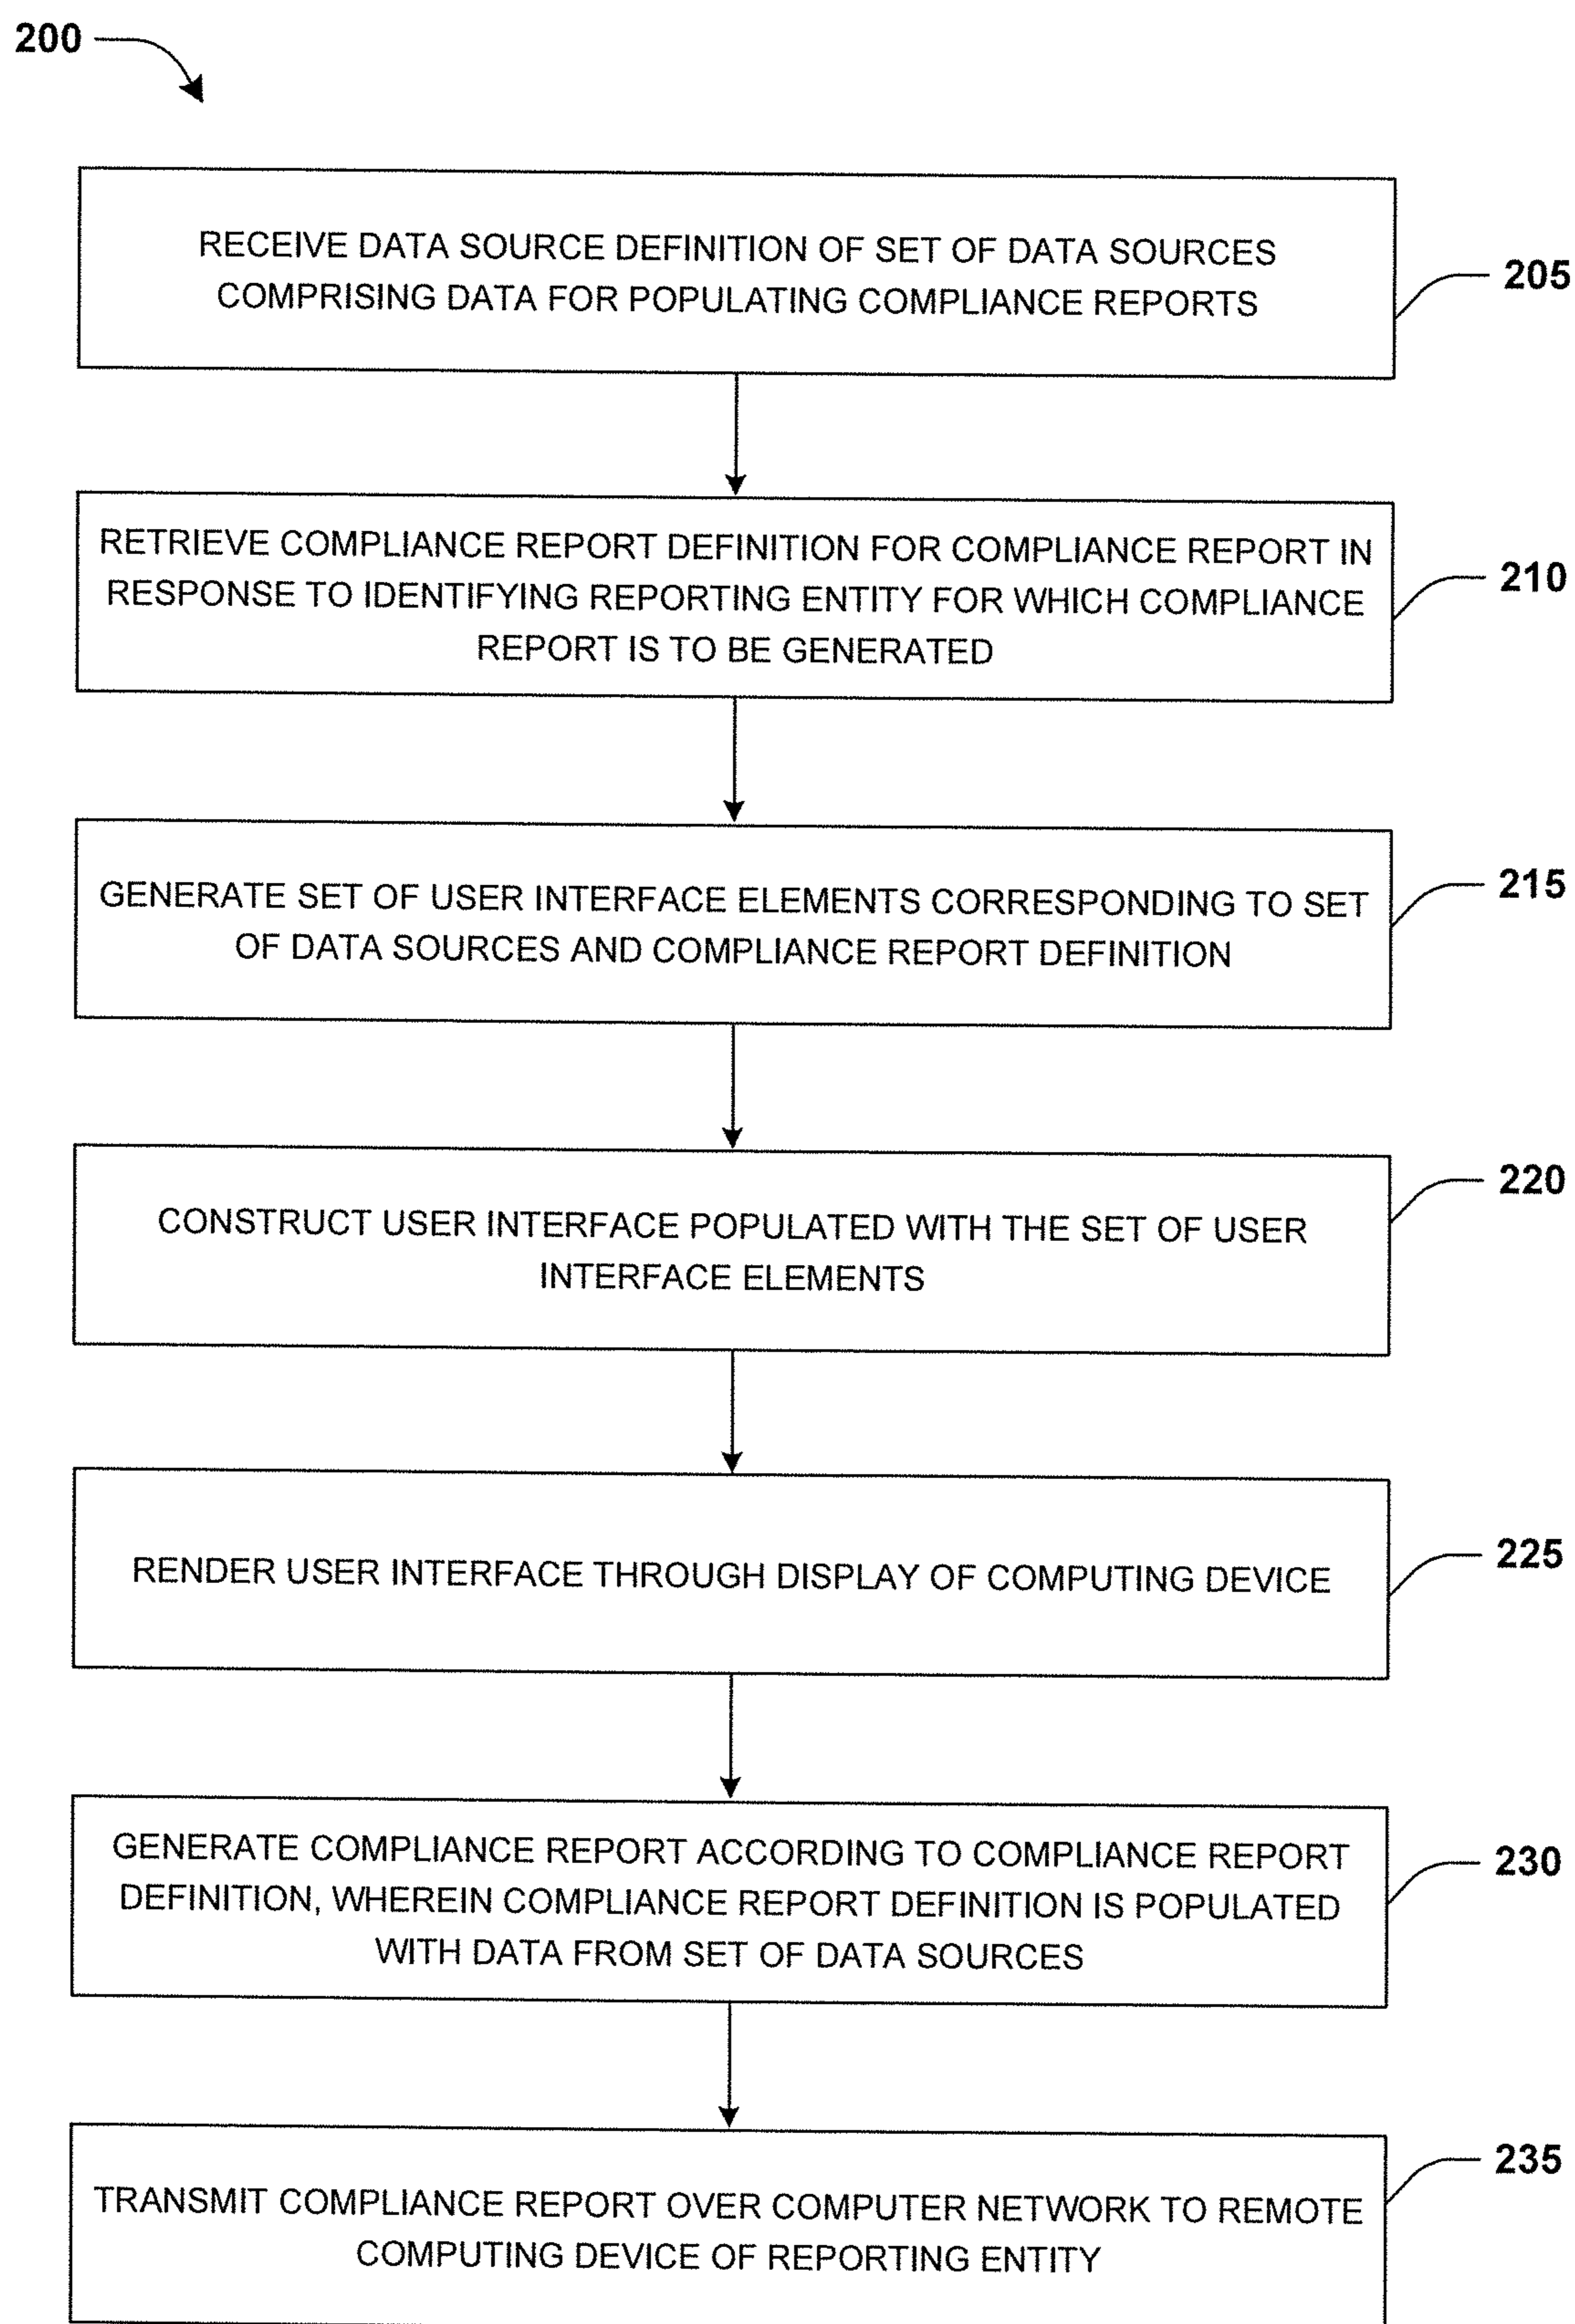 200
RECEIVE DATA SOURCE DEFINITION OF SET OF DATA SOURCES
COMPRISING DATA FOR POPULATING COMPLIANCE REPORTS
205
RETRIEVE COMPLIANCE REPORT DEFINITION FOR COMPLIANCE REPORT IN
RESPONSE TO IDENTIFYING REPORTING ENTITY FOR WHICH COMPLIANCE
REPORT IS TO BE GENERATED
210
GENERATE SET OF USER INTERFACE ELEMENTS CORRESPONDING TO SET
OF DATA SOURCES AND COMPLIANCE REPORT DEFINITION
215
CONSTRUCT USER INTERFACE POPULATED WITH THE SET OF USER
INTERFACE ELEMENTS
220
RENDER USER INTERFACE THROUGH DISPLAY OF COMPUTING DEVICE
225
GENERATE COMPLIANCE REPORT ACCORDING TO COMPLIANCE REPORT
DEFINITION, WHEREIN COMPLIANCE REPORT DEFINITION IS POPULATED
WITH DATA FROM SET OF DATA SOURCES
230
TRANSMIT COMPLIANCE REPORT OVER COMPUTER NETWORK TO REMOTE
COMPUTING DEVICE OF REPORTING ENTITY
235